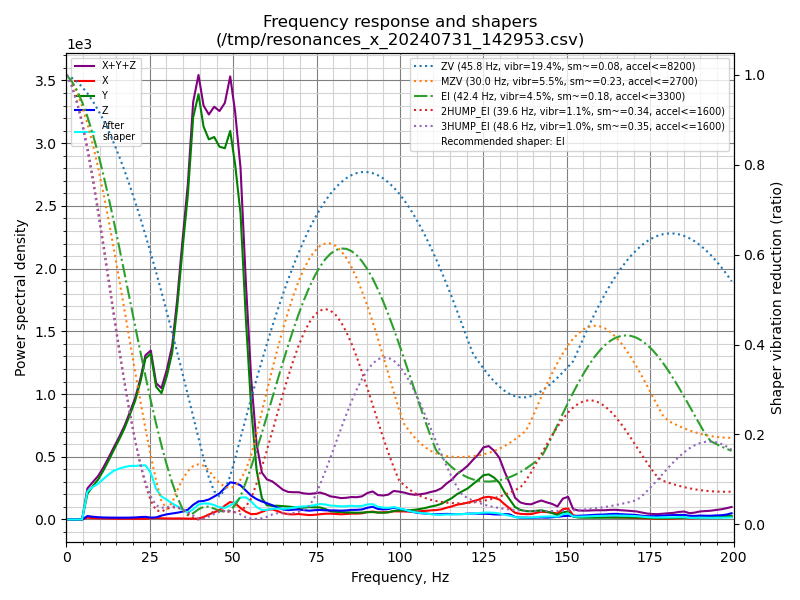 Frequency response and shapers
(/tmp/resonances_x_20240731_142953.csv)
1e3
X+Y+Z
X
Y
Z
After
shaper
ZV (45.8 Hz, vibr=19.4%, sm~=0.08, accel<=8200)
MZV (30.0 Hz, vibr=5.5%, sm~=0.23, accel<=2700)
EI (42.4 Hz, vibr=4.5%, sm~=0.18, accel<=3300)
2HUMP_EI (39.6 Hz, vibr=1.1%, sm~=0.34, accel<=1600)
3HUMP_EI (48.6 Hz, vibr=1.0%, sm~=0.35, accel<=1600)
Recommended shaper: EI
Power spectral density
3.5
3.0
2.5
2.0
1.5
1.0
0.5
0.0
Shaper vibration reduction (ratio)
1.0
0.8
0.6
0.4
0.2
0.0
0 25 50 75 100 125 150 175 200
Frequency, Hz